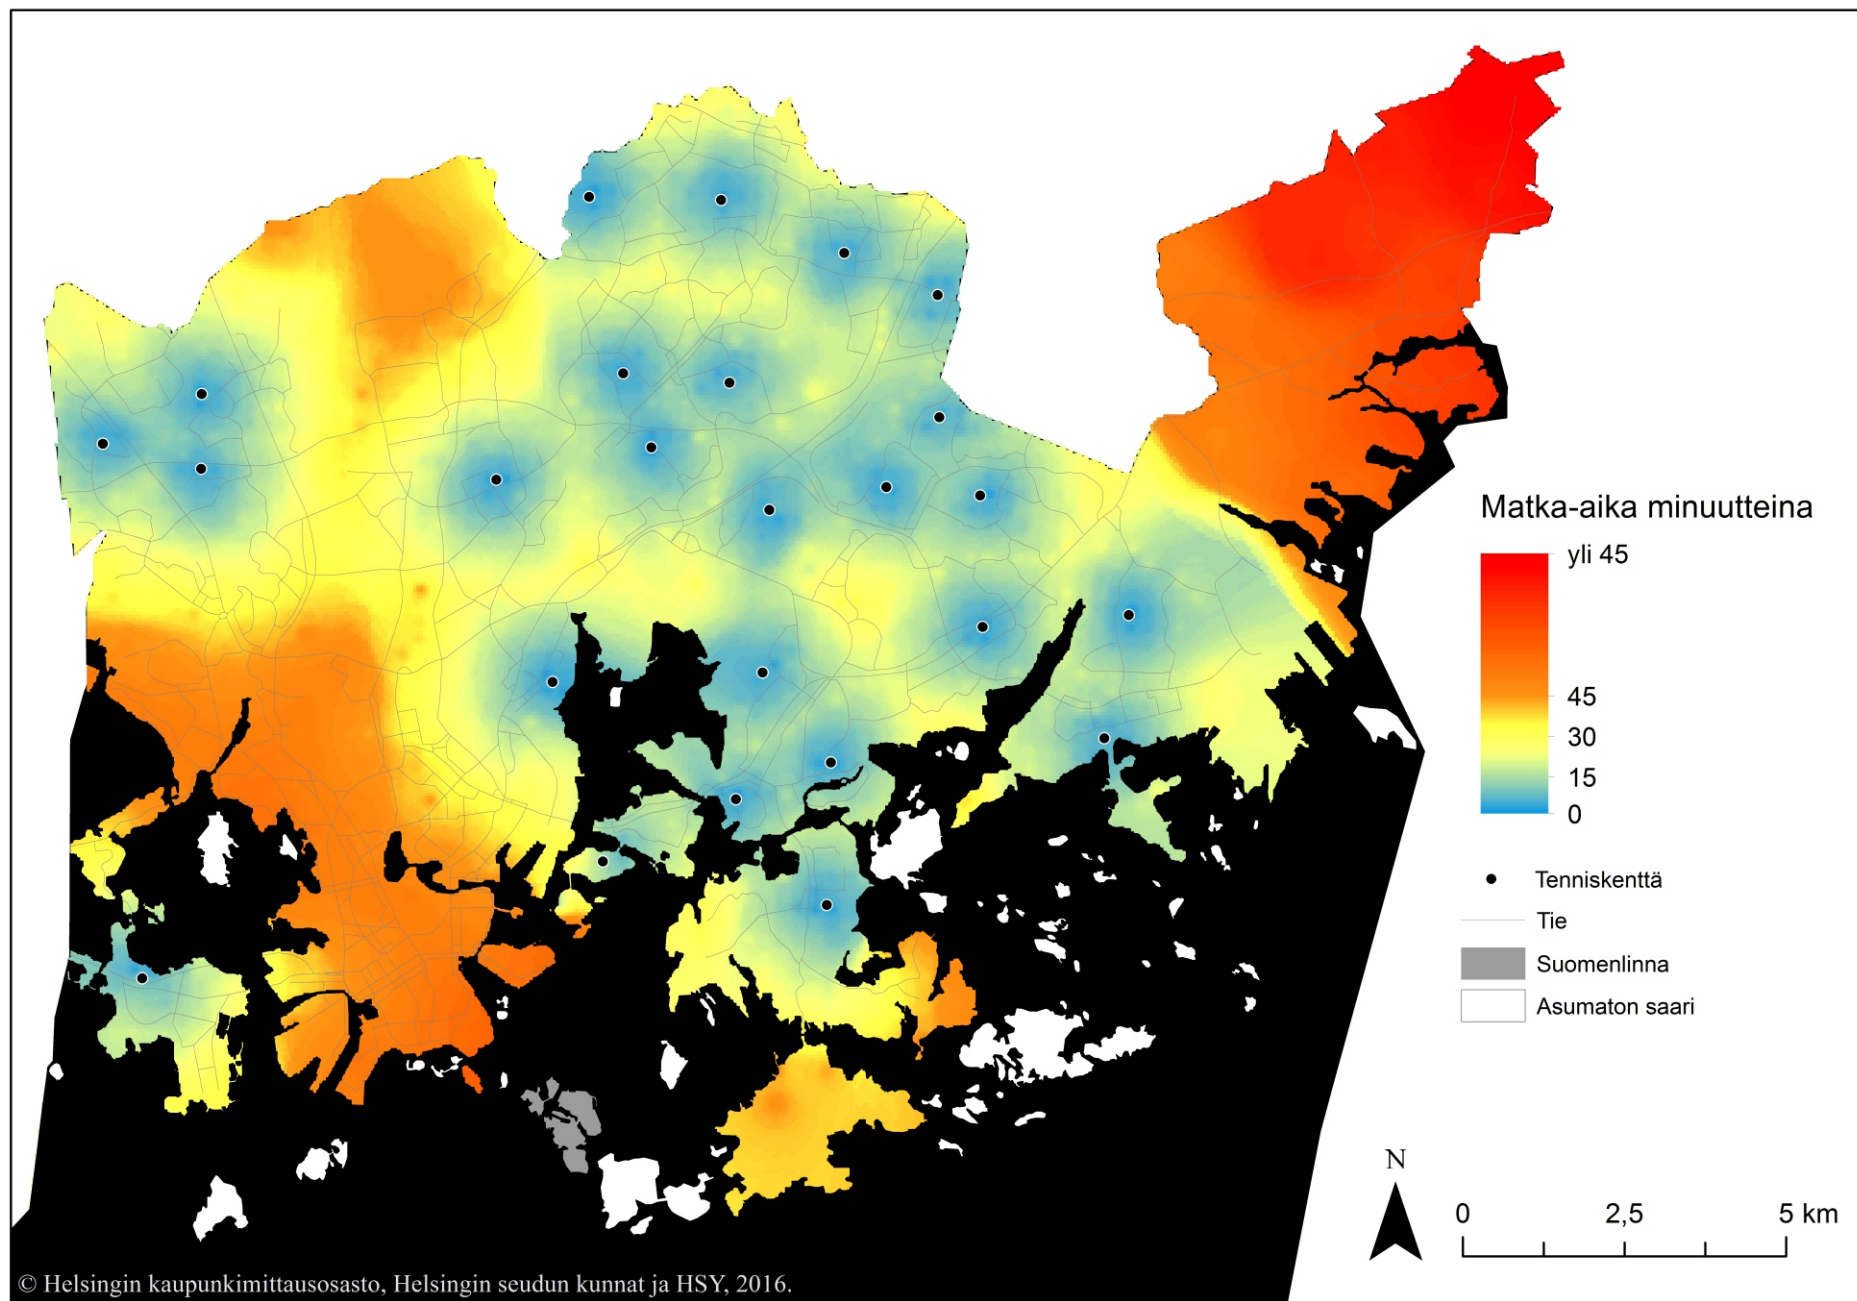 Matka-aika minuutteina
yli 45
45
30
15
0
Tenniskenttä
Tie
Suomenlinna
Asumaton saari
N
0 2,5 5 km
© Helsingin kaupunkimittausosasto, Helsingin seudun kunnat ja HSY, 2016.